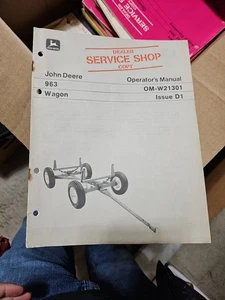 DEALER
SERVICE SHOP
COPY
John Deere
963
Wagon
Operator's Manual
OM-W21301
Issue D1